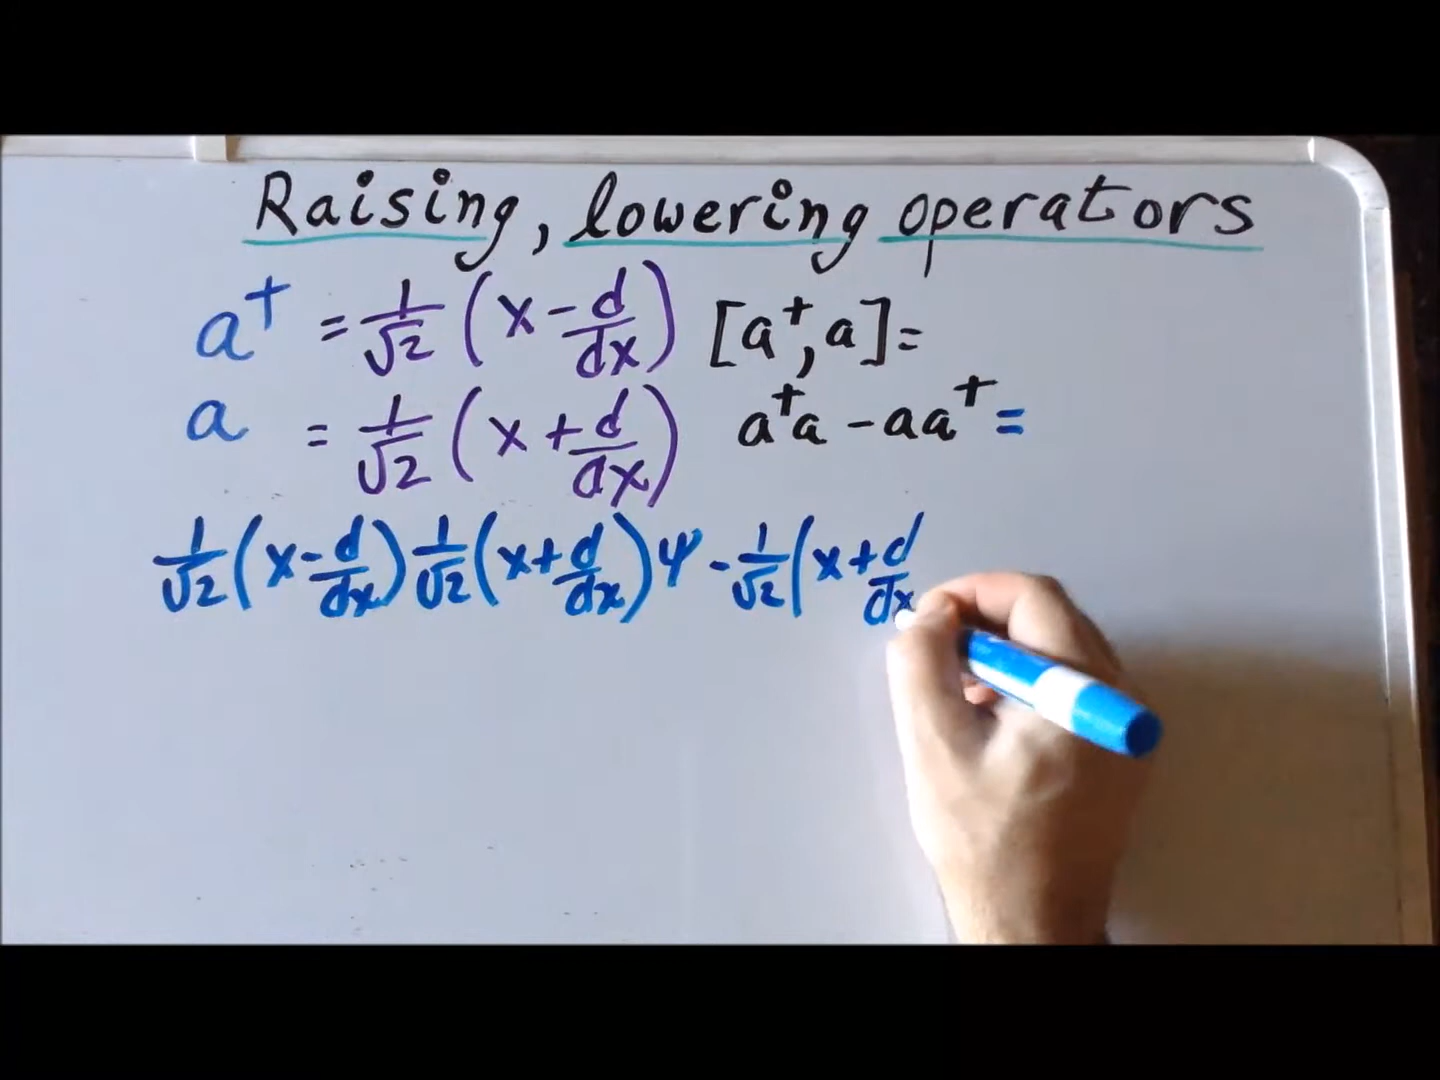 Raising, lowering operators
a† = 1/√2 (x - d/dx) [a†, a] =
a = 1/√2 (x + d/dx) a†a - aa† =
1/√2 (x - d/dx) 1/√2 (x + d/dx) ψ - 1/√2 (x + d/dx